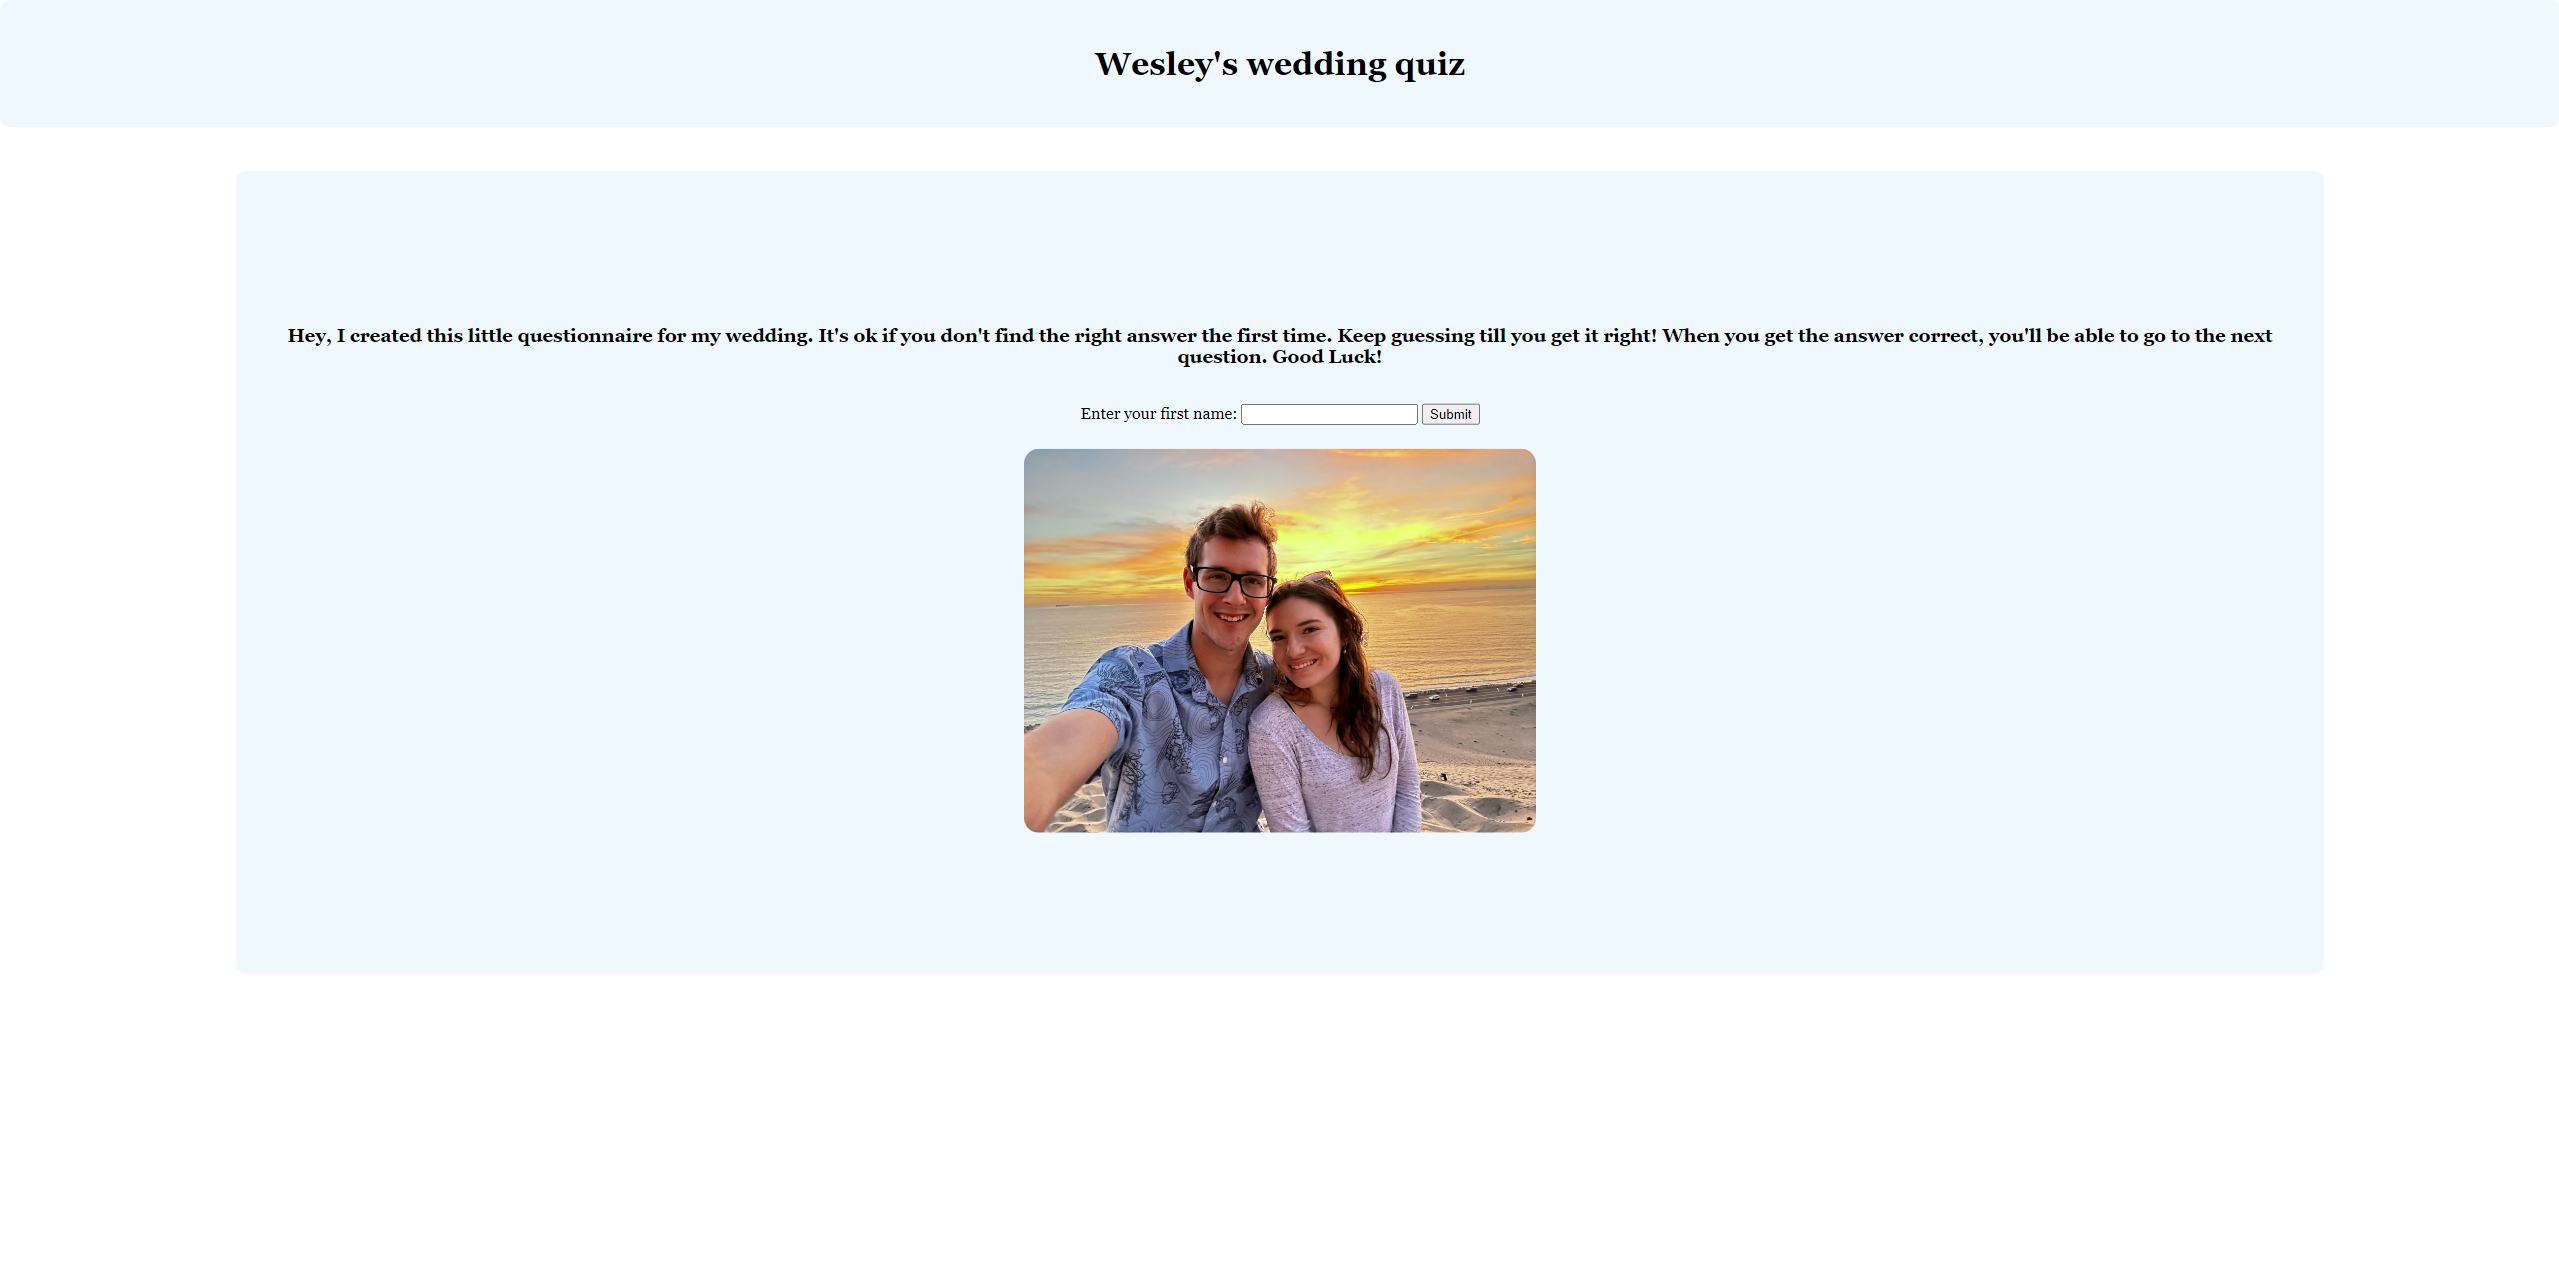 Wesley's wedding quiz
Hey, I created this little questionnaire for my wedding. It's ok if you don't find the right answer the first time. Keep guessing till you get it right! When you get the answer correct, you'll be able to go to the next
question. Good Luck!
Enter your first name: Submit